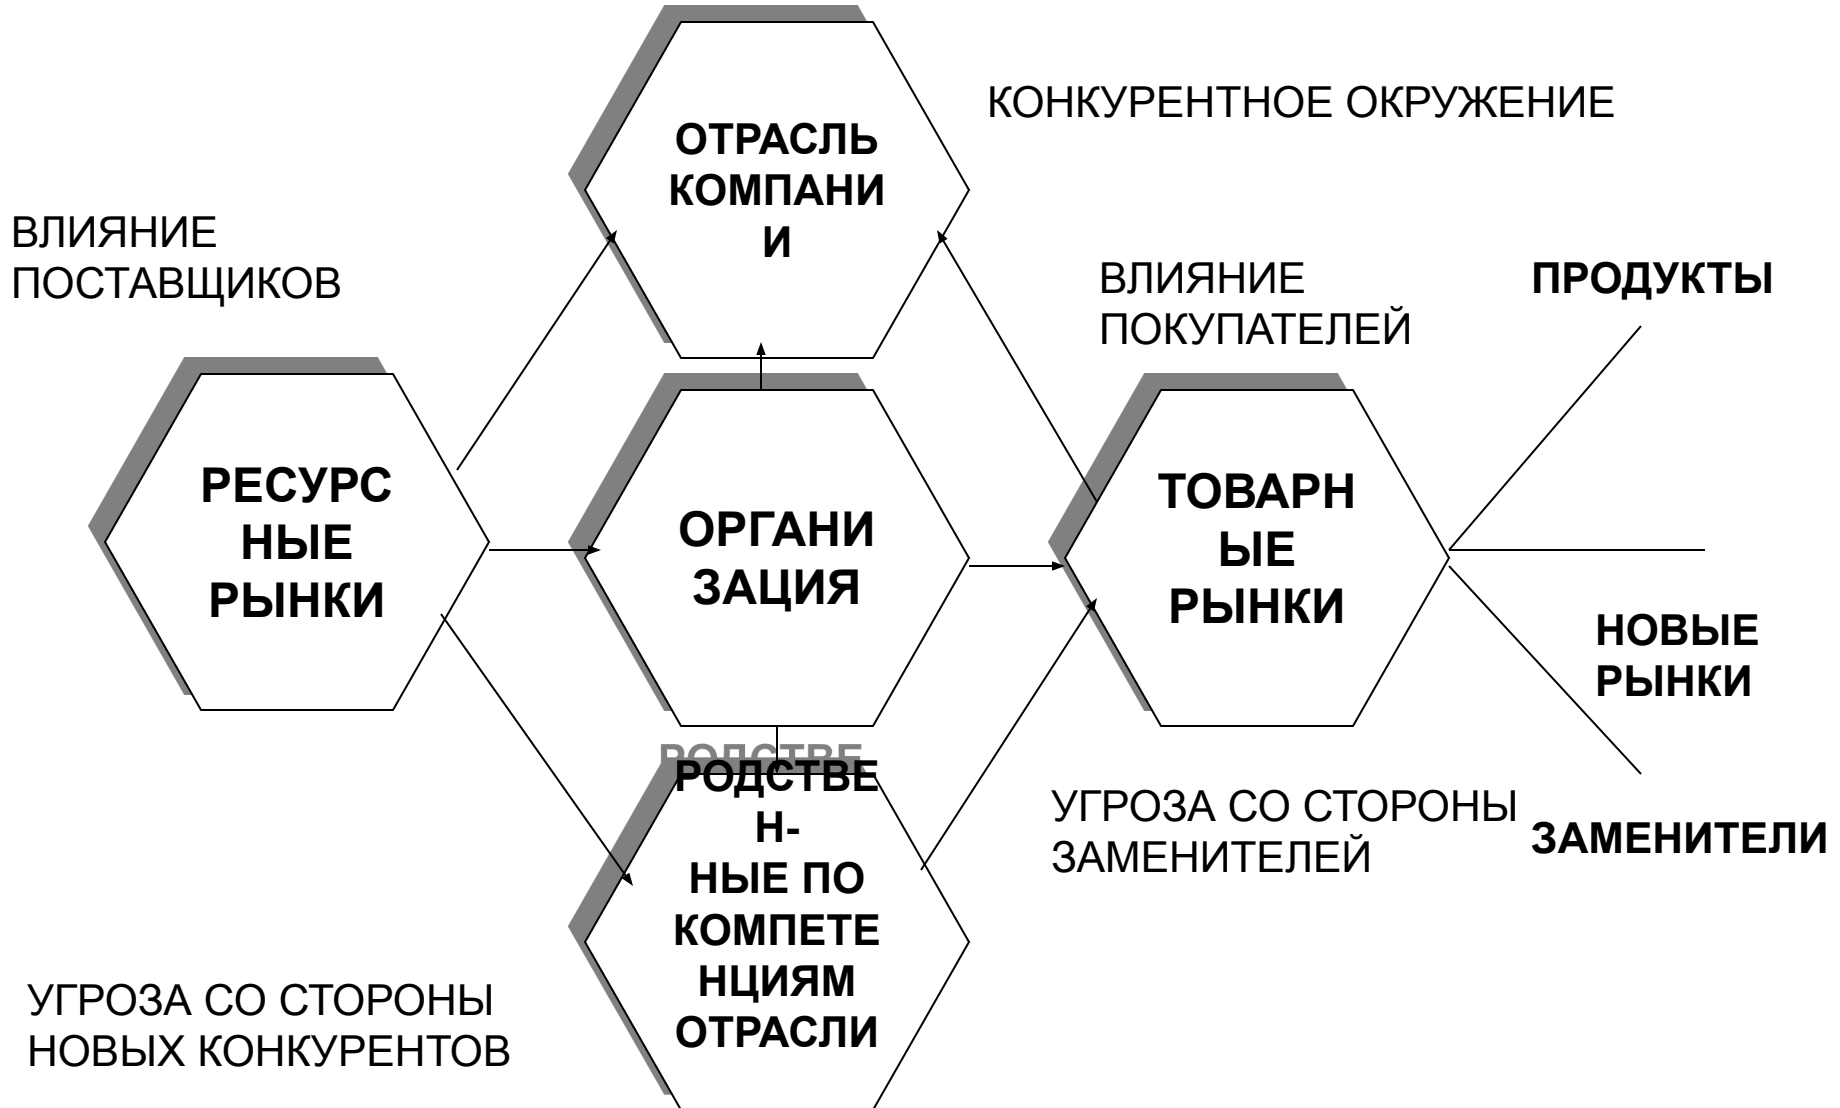 КОНКУРЕНТНОЕ ОКРУЖЕНИЕ
ОТРАСЛЬ
КОМПАНИ
И
ВЛИЯНИЕ
ПОСТАВЩИКОВ
ВЛИЯНИЕ
ПОКУПАТЕЛЕЙ
ПРОДУКТЫ
РЕСУРС
НЫЕ
РЫНКИ
ОРГАНИ
ЗАЦИЯ
ТОВАРН
ЫЕ
РЫНКИ
НОВЫЕ
РЫНКИ
РОДСТВЕ
РОДСТВЕ
Н-
НЫЕ ПО
КОМПЕТЕ
НЦИЯМ
ОТРАСЛИ
УГРОЗА СО СТОРОНЫ
ЗАМЕНИТЕЛЕЙ
ЗАМЕНИТЕЛИ
УГРОЗА СО СТОРОНЫ
НОВЫХ КОНКУРЕНТОВ